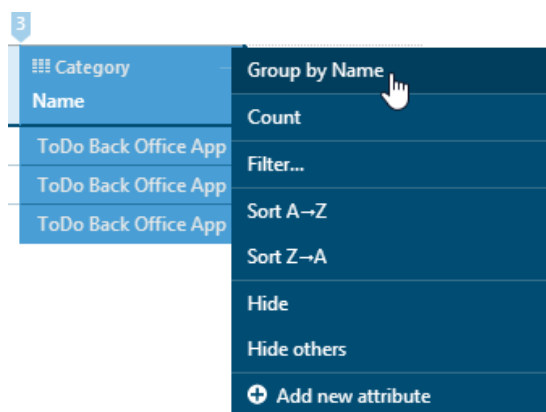 3
Category
Name
ToDo Back Office App
ToDo Back Office App
ToDo Back Office App
Group by Name
Count
Filter...
Sort A→Z
Sort Z→A
Hide
Hide others
Add new attribute